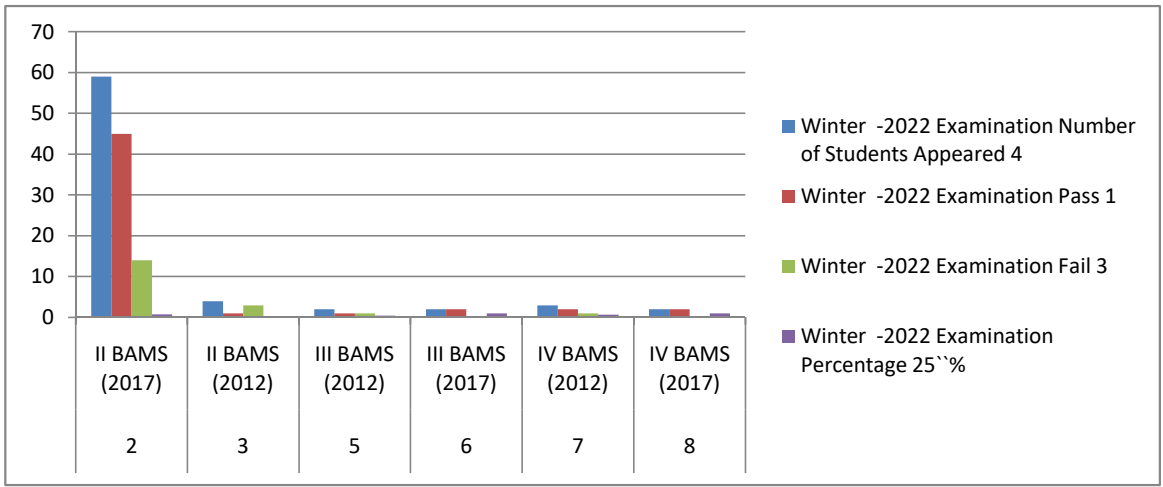 70
60
50
40
30
20
10
0
II BAMS II BAMS III BAMS III BAMS IV BAMS IV BAMS
(2017) (2012) (2012) (2017) (2012) (2017)
2 3 5 6 7 8
Winter -2022 Examination Number
of Students Appeared 4
Winter -2022 Examination Pass 1
Winter -2022 Examination Fail 3
Winter -2022 Examination
Percentage 25``%